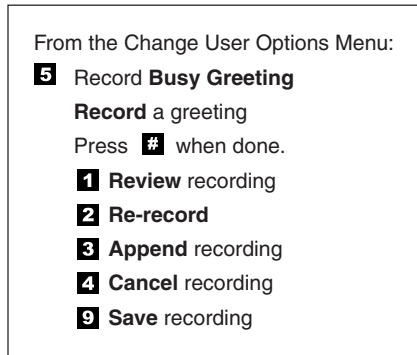 From the Change User Options Menu:
5 Record Busy Greeting
Record a greeting
Press # when done.
1 Review recording
2 Re-record
3 Append recording
4 Cancel recording
9 Save recording